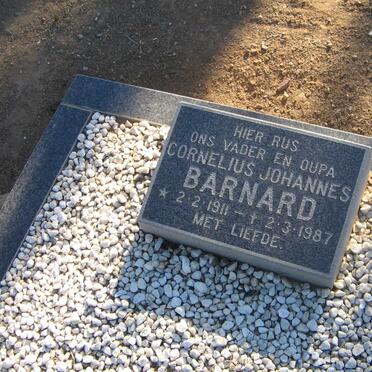 HIER RUS
ONS VADER EN OUPA
CORNELIUS JOHANNES
BARNARD
* 2·2·1911 - † 2·3·1987
MET LIEFDE.